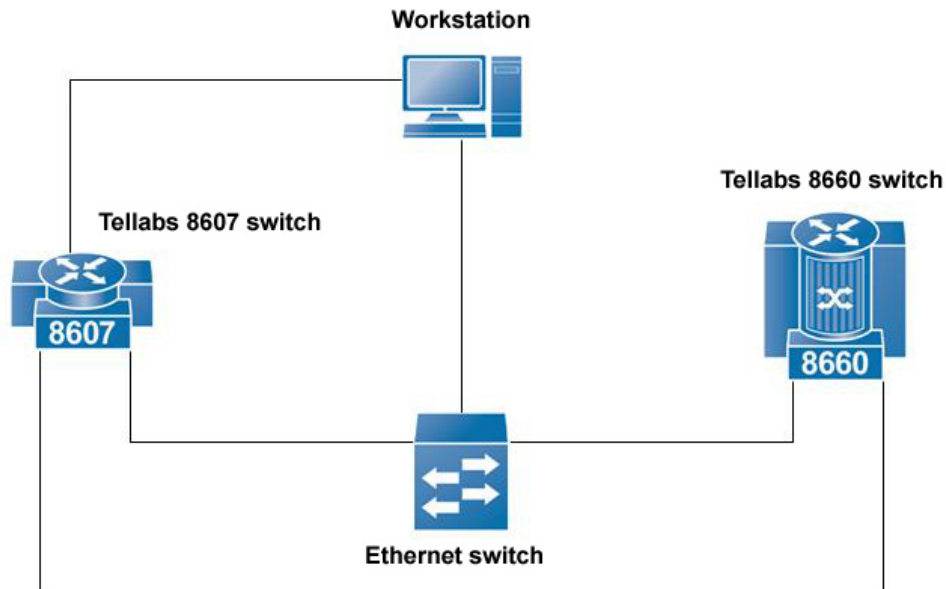 Workstation
Tellabs 8660 switch
Tellabs 8607 switch
8607
8660
Ethernet switch